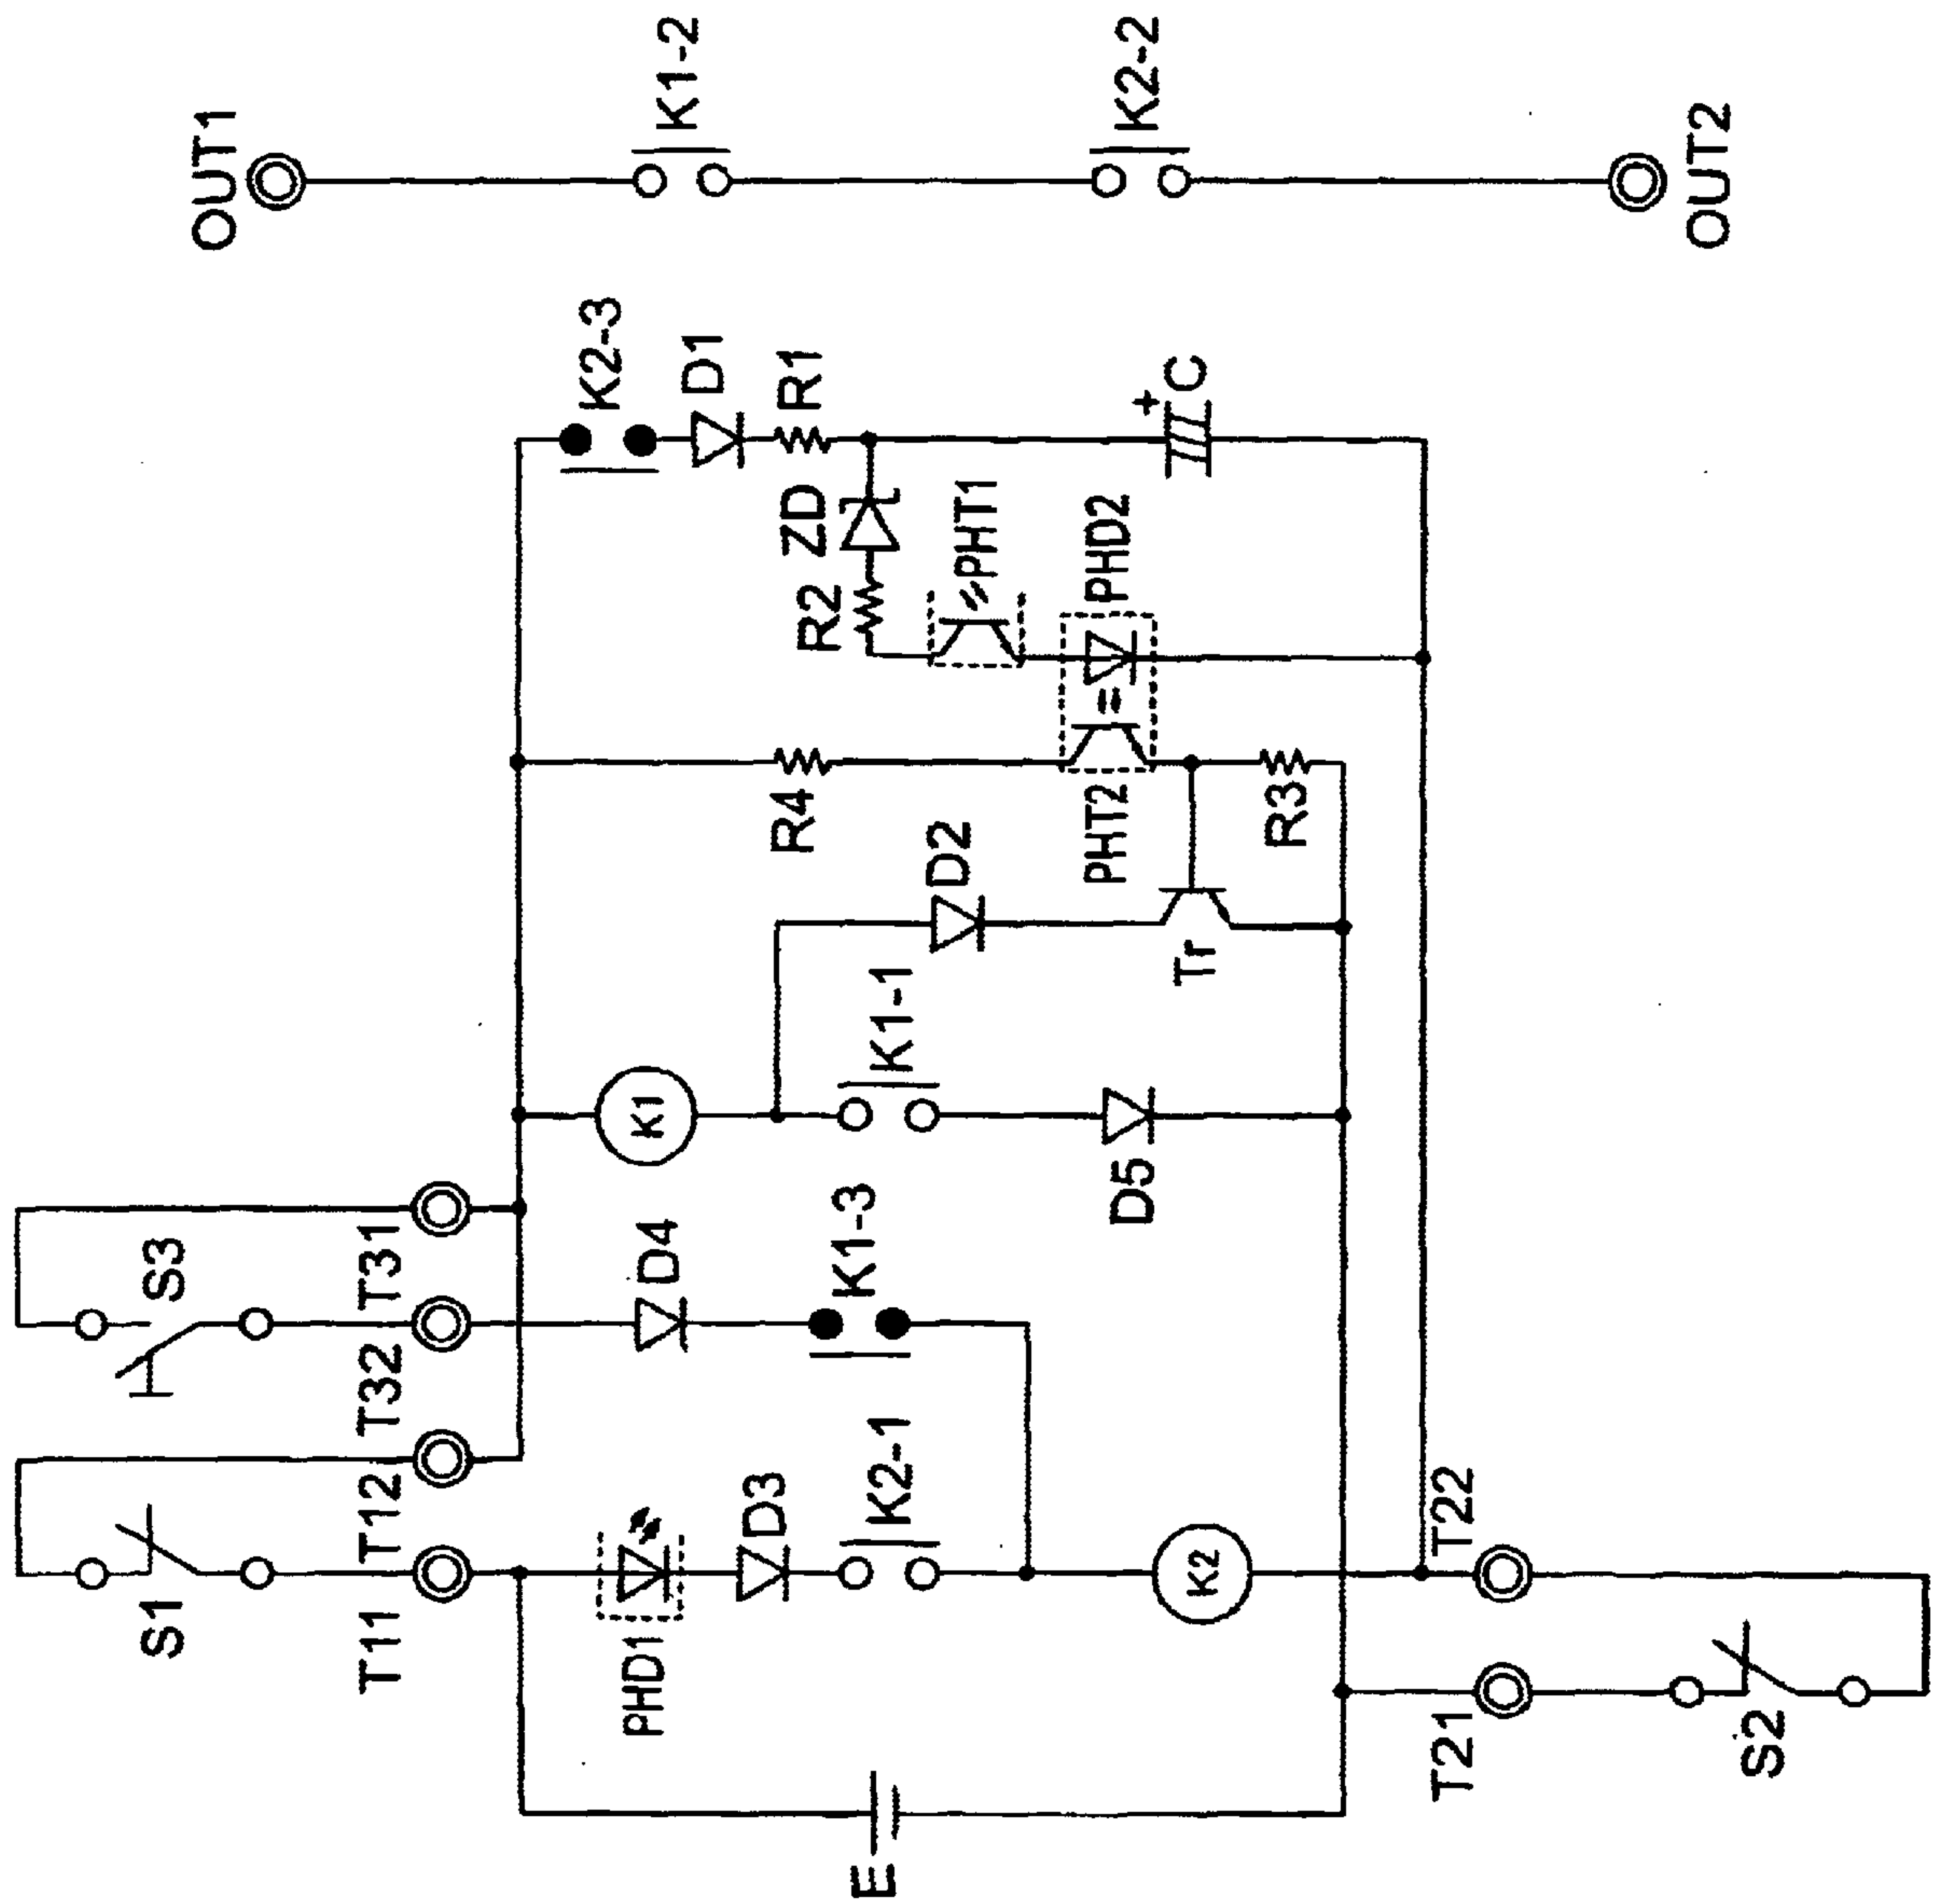 OUT1
K1-2
K2-2
OUT2
K2-3
D1
R1
C
+
ZD
PHT1
PHD2
R2
R4
PHT2
R3
D2
Tr
K1-1
K1
D5
S3
T31
D4
K1-3
T32
T12
D3
K2-1
K2
T22
S1
T11
PHD1
T21
S2
E